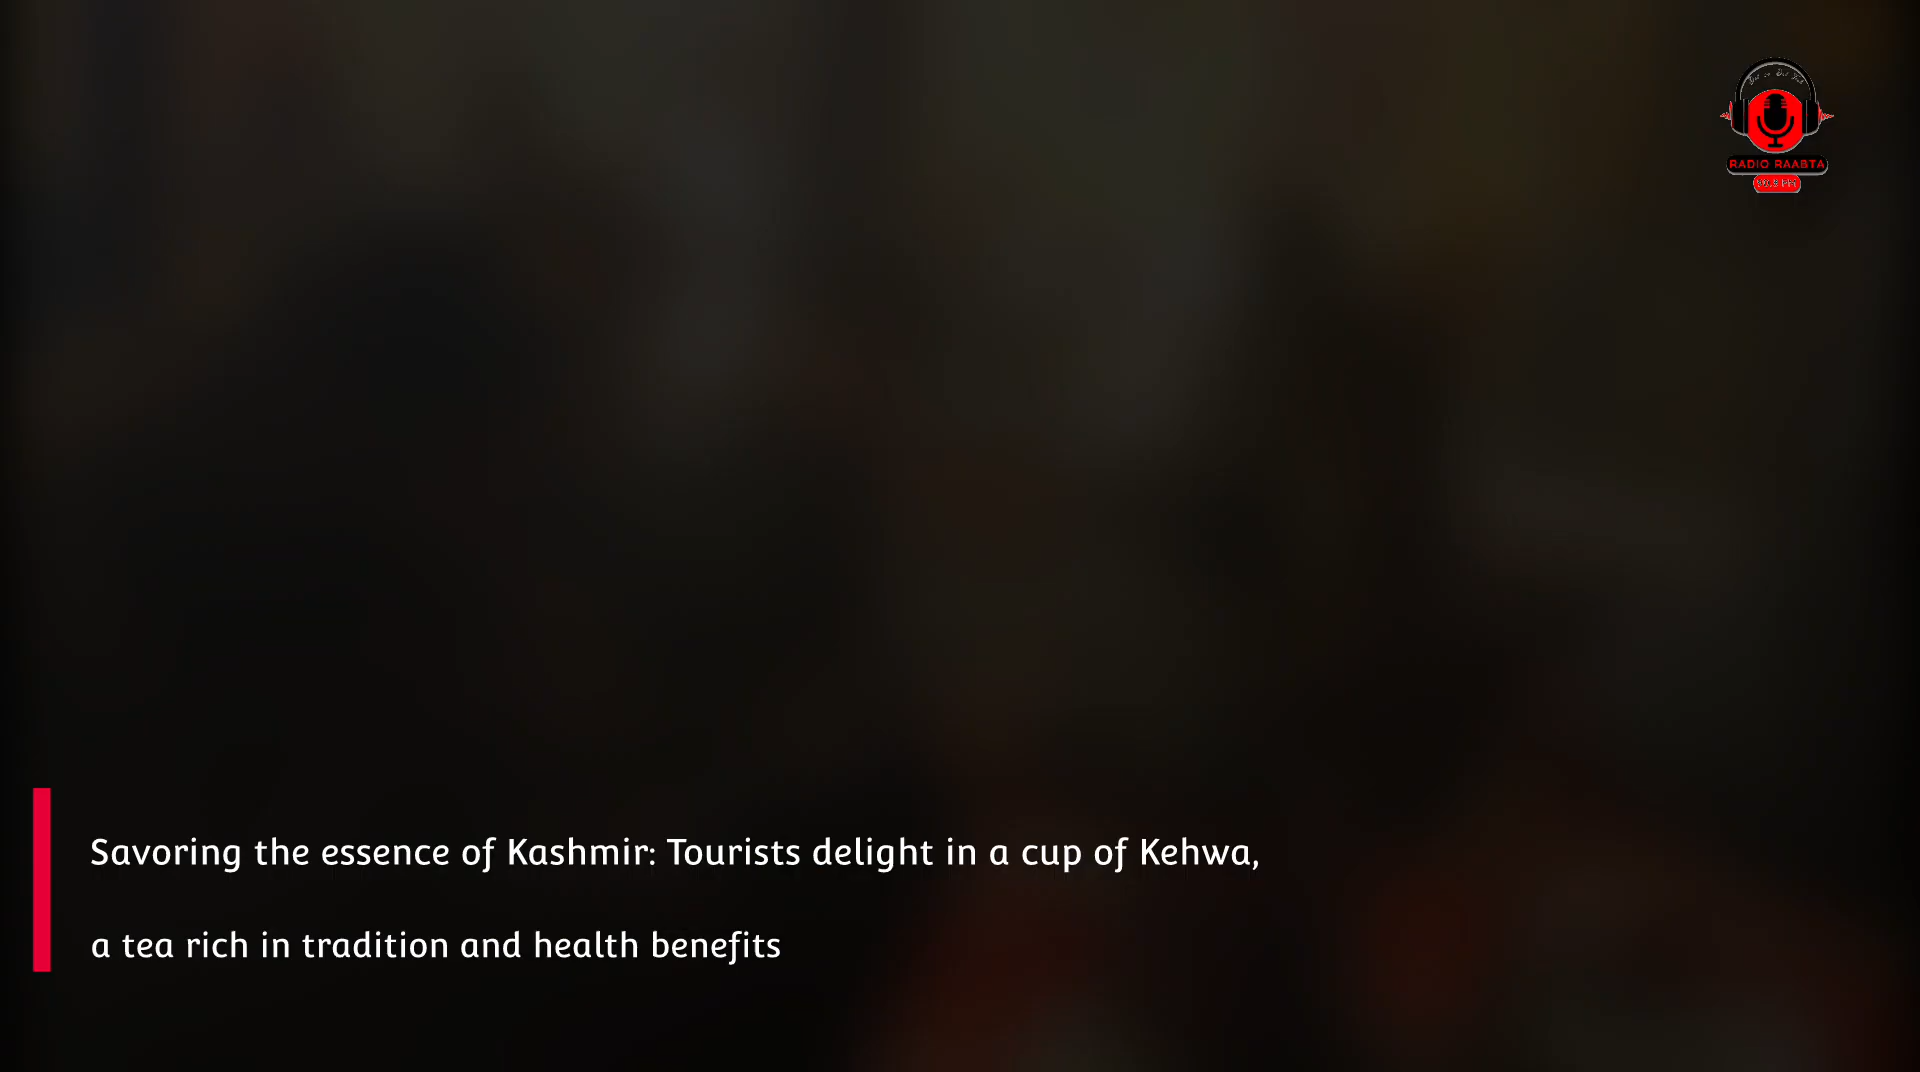 RADIO RAABTA
Savoring the essence of Kashmir: Tourists delight in a cup of Kehwa,
a tea rich in tradition and health benefits